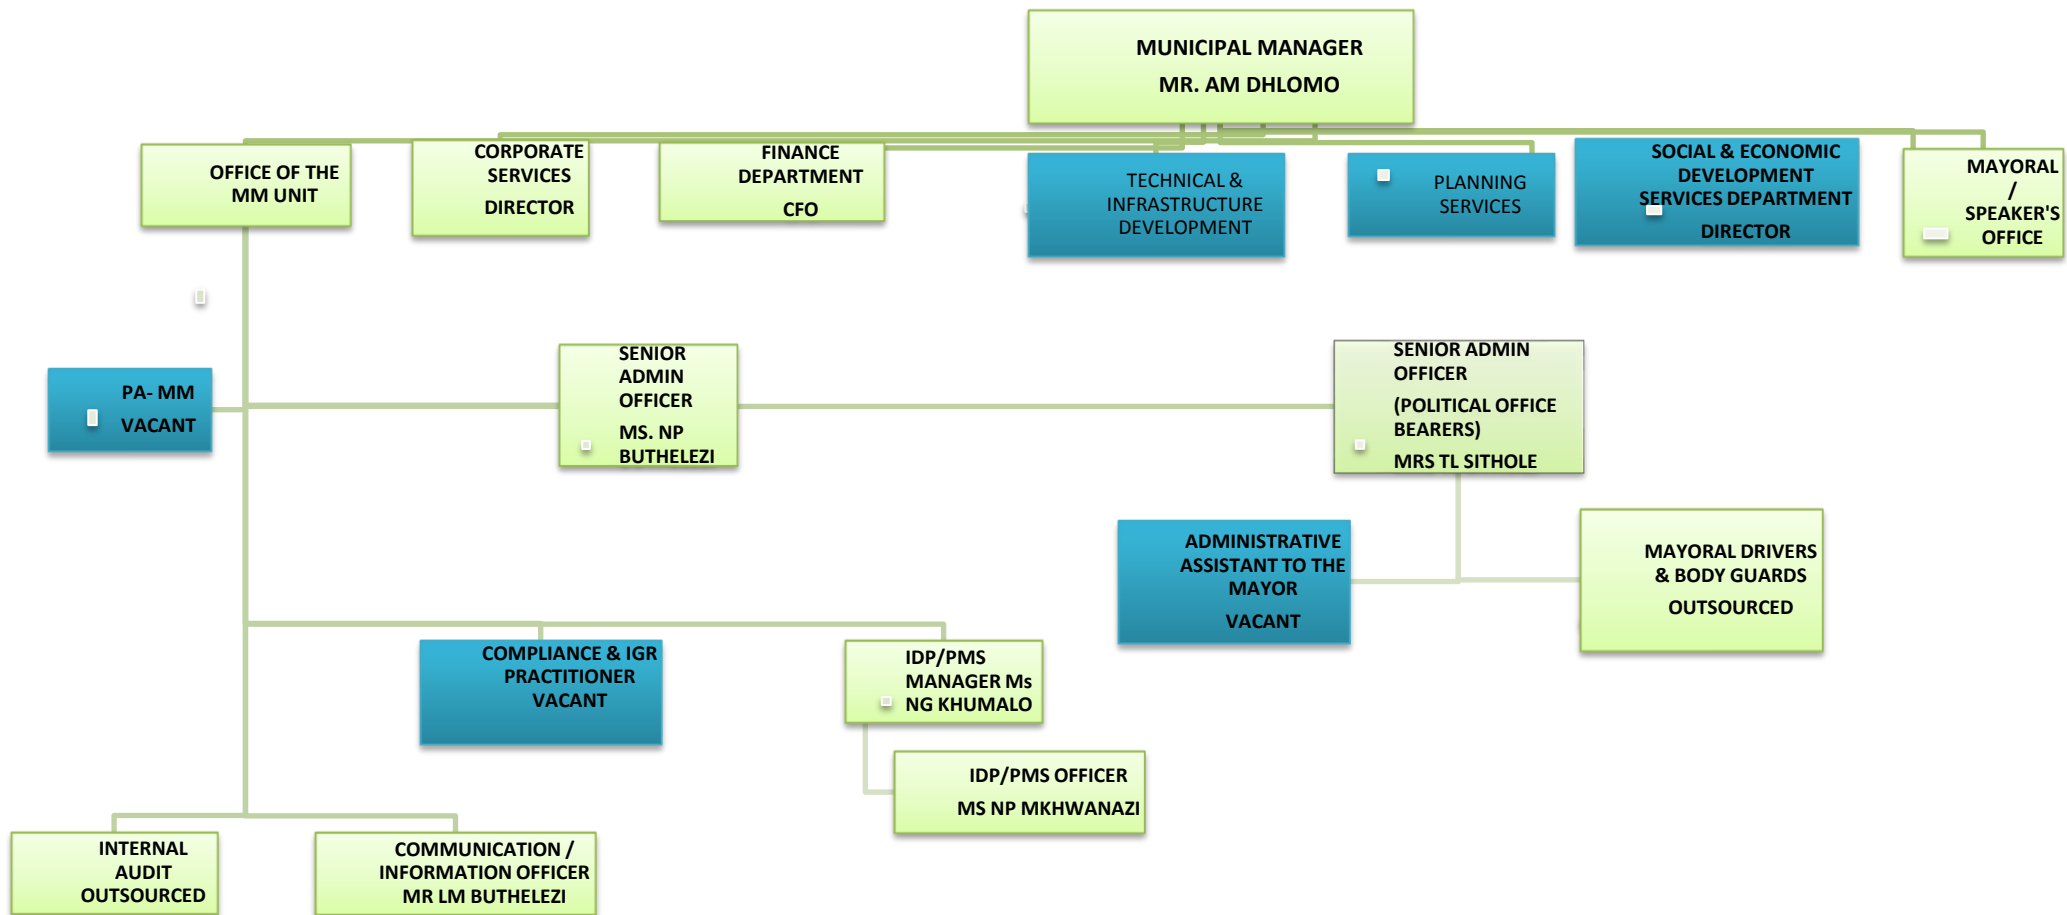 MUNICIPAL MANAGER
MR. AM DHLOMO
OFFICE OF THE
MM UNIT
CORPORATE
SERVICES
DIRECTOR
FINANCE
DEPARTMENT
CFO
TECHNICAL &
INFRASTRUCTURE
DEVELOPMENT
PLANNING
SERVICES
SOCIAL & ECONOMIC
DEVELOPMENT
SERVICES DEPARTMENT
DIRECTOR
MAYORAL
/
SPEAKER'S
OFFICE
PA- MM
VACANT
SENIOR
ADMIN
OFFICER
MS. NP
BUTHELEZI
SENIOR ADMIN
OFFICER
(POLITICAL OFFICE
BEARERS)
MRS TL SITHOLE
ADMINISTRATIVE
ASSISTANT TO THE
MAYOR
VACANT
MAYORAL DRIVERS
& BODY GUARDS
OUTSOURCED
COMPLIANCE & IGR
PRACTITIONER
VACANT
IDP/PMS
MANAGER Ms
NG KHUMALO
IDP/PMS OFFICER
MS NP MKHWANAZI
INTERNAL
AUDIT
OUTSOURCED
COMMUNICATION /
INFORMATION OFFICER
MR LM BUTHELEZI